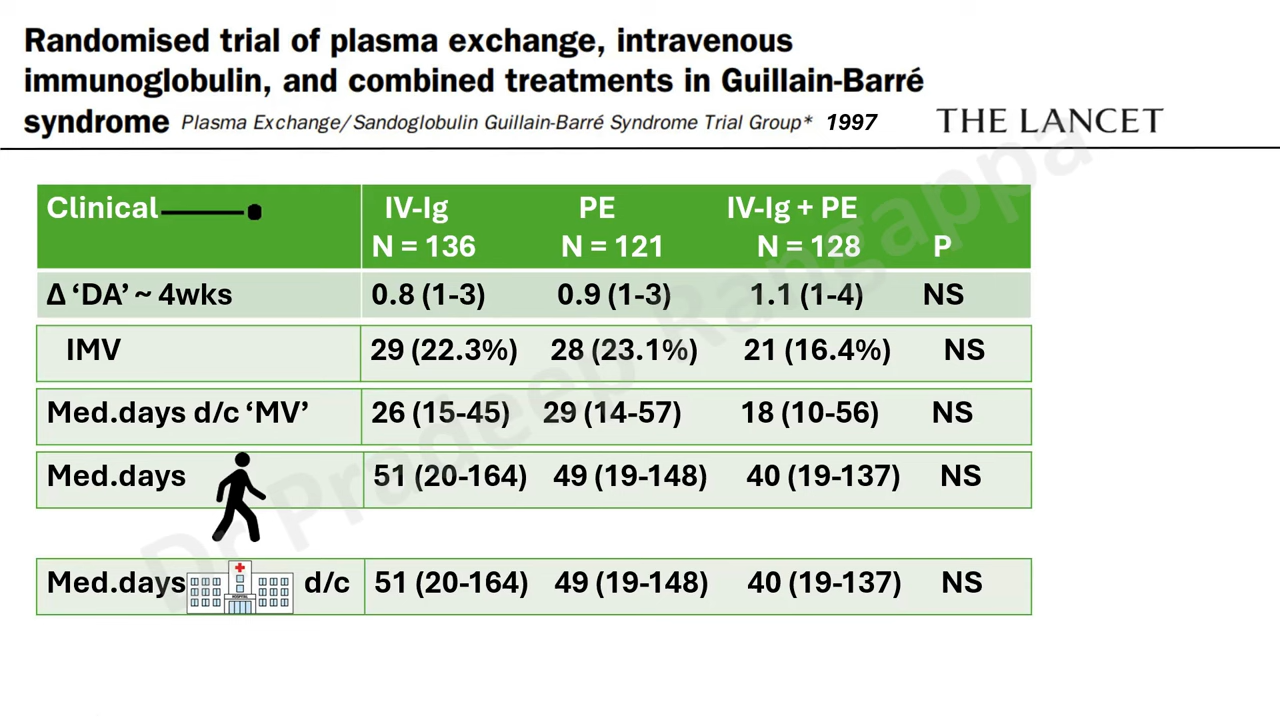 Randomised trial of plasma exchange, intravenous
immunoglobulin, and combined treatments in Guillain-Barré
syndrome Plasma Exchange/Sandoglobulin Guillain-Barré Syndrome Trial Group* 1997 THE LANCET
Clinical IV-Ig PE IV-Ig + PE
N = 136 N = 121 N = 128 P
Δ ‘DA’ ~ 4wks 0.8 (1-3) 0.9 (1-3) 1.1 (1-4) NS
IMV 29 (22.3%) 28 (23.1%) 21 (16.4%) NS
Med.days d/c ‘MV’ 26 (15-45) 29 (14-57) 18 (10-56) NS
Med.days 51 (20-164) 49 (19-148) 40 (19-137) NS
Med.days d/c 51 (20-164) 49 (19-148) 40 (19-137) NS
HOSPITAL
Dr Pradeep Rangappa